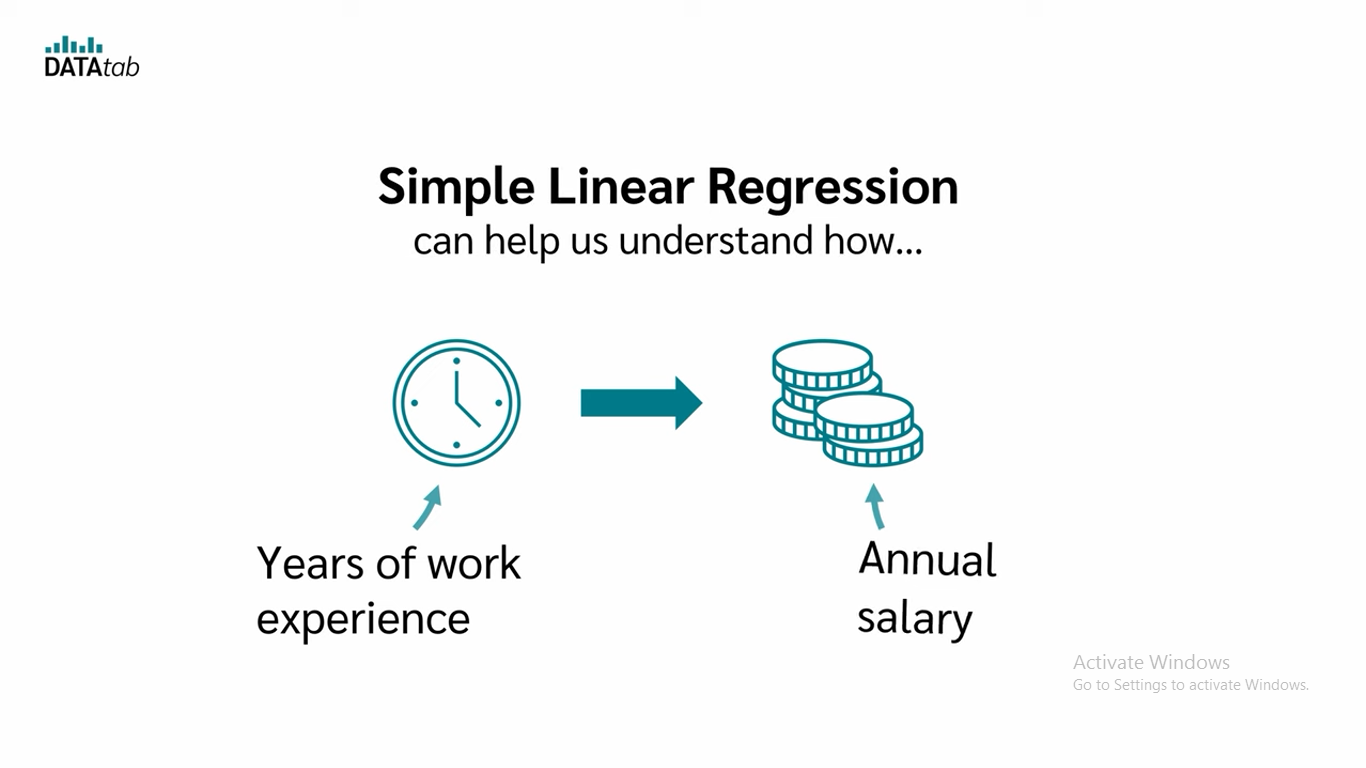 DATAtab
Simple Linear Regression
can help us understand how...
Years of work
experience
Annual
salary
Activate Windows
Go to Settings to activate Windows.